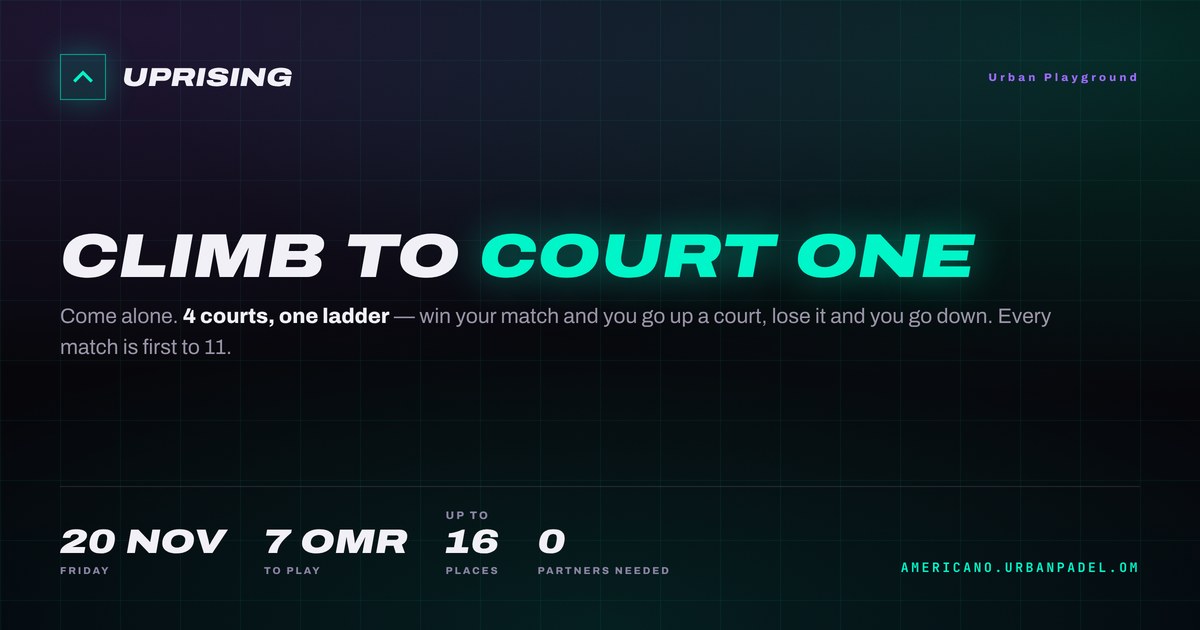 UPRISING
Urban Playground
CLIMB TO COURT ONE
Come alone. 4 courts, one ladder — win your match and you go up a court, lose it and you go down. Every
match is first to 11.
20 NOV
FRIDAY
7 OMR
TO PLAY
UP TO
16
PLACES
0
PARTNERS NEEDED
AMERICANO.URBANPADEL.OM